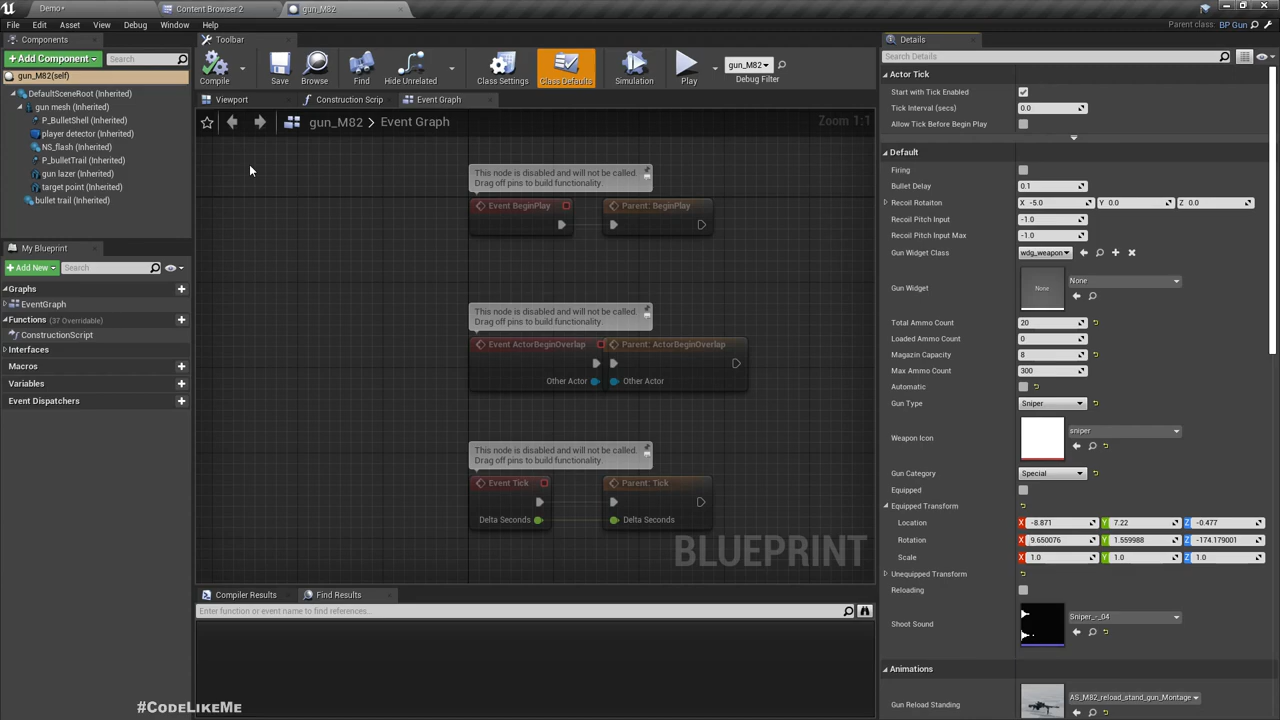 Demo*
Content Browser 2
gun_M82
File
Edit
Asset
View
Debug
Window
Help
Parent class: BP Gun
Components
+ Add Component
Search
gun_M82(self)
DefaultSceneRoot (Inherited)
gun mesh (Inherited)
P_BulletShell (Inherited)
player detector (Inherited)
NS_flash (Inherited)
P_bulletTrail (Inherited)
gun lazer (Inherited)
target point (Inherited)
bullet trail (Inherited)
My Blueprint
+ Add New
Search
Graphs
EventGraph
Functions (37 Overridable)
ConstructionScript
Interfaces
Macros
Variables
Event Dispatchers
#CodeLikeMe
Toolbar
Compile
Save
Browse
Find
Hide Unrelated
Class Settings
Class Defaults
Simulation
Play
gun_M82
Debug Filter
Viewport
Construction Scrip
Event Graph
gun_M82 > Event Graph
Zoom 1:1
This node is disabled and will not be called.
Drag off pins to build functionality.
Event BeginPlay
Parent: BeginPlay
This node is disabled and will not be called.
Drag off pins to build functionality.
Event ActorBeginOverlap
Parent: ActorBeginOverlap
Other Actor
Other Actor
This node is disabled and will not be called.
Drag off pins to build functionality.
Event Tick
Parent: Tick
Delta Seconds
Delta Seconds
BLUEPRINT
Compiler Results
Find Results
Enter function or event name to find references...
Details
Search Details
Actor Tick
Start with Tick Enabled
Tick Interval (secs) 0.0
Allow Tick Before Begin Play
Default
Firing
Bullet Delay 0.1
Recoil Rotaiton X -5.0 Y 0.0 Z 0.0
Recoil Pitch Input -1.0
Recoil Pitch Input Max -1.0
Gun Widget Class wdg_weapon
Gun Widget None None
Total Ammo Count 20
Loaded Ammo Count 0
Magazin Capacity 8
Max Ammo Count 300
Automatic
Gun Type Sniper
Weapon Icon sniper
Gun Category Special
Equipped
Equipped Transform
Location X -8.871 Y 7.22 Z -0.477
Rotation X 9.650076 Y 1.559988 Z -174.179001
Scale X 1.0 Y 1.0 Z 1.0
Unequipped Transform
Reloading
Shoot Sound Sniper_-_04
Animations
Gun Reload Standing AS_M82_reload_stand_gun_Montage